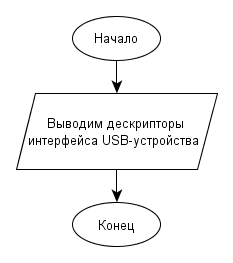 Начало
Выводим дескрипторы
интерфейса USB-устройства
Конец